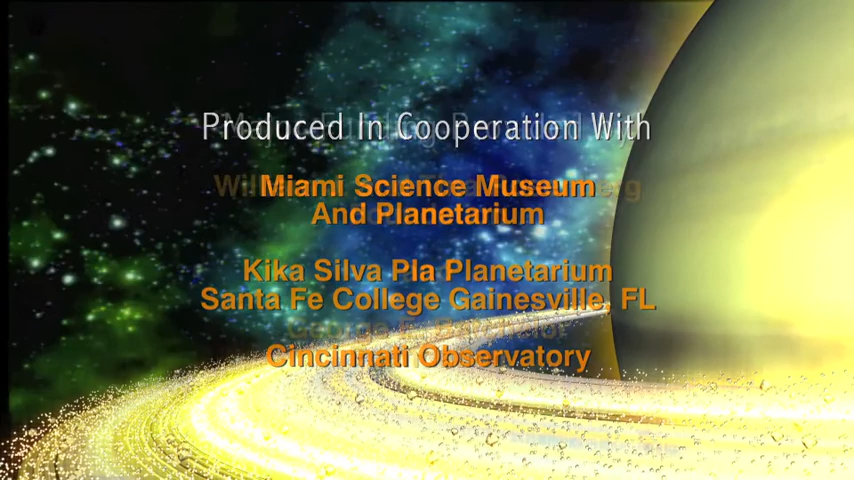 Produced In Cooperation With
Miami Science Museum
And Planetarium
Kika Silva Pla Planetarium
Santa Fe College Gainesville, FL
Cincinnati Observatory